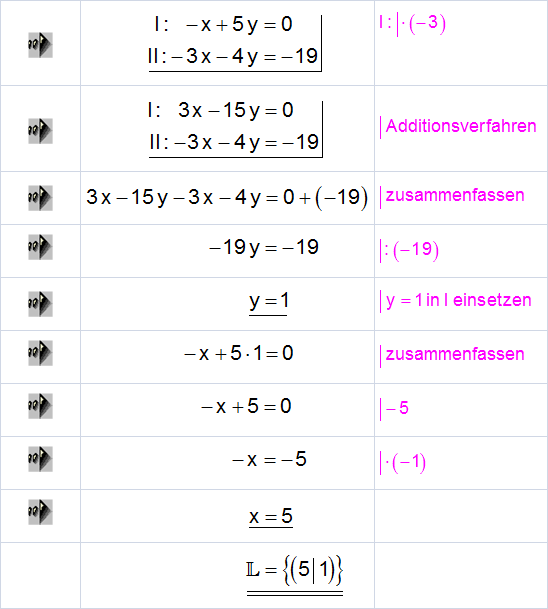 I: −x + 5y = 0 I: | · (−3)
II: −3x − 4y = −19
I: 3x − 15y = 0
II: −3x − 4y = −19 | Additionsverfahren
3x − 15y − 3x − 4y = 0 + (−19) | zusammenfassen
−19y = −19 | : (−19)
y = 1 | y = 1 in I einsetzen
−x + 5 · 1 = 0 | zusammenfassen
−x + 5 = 0 | − 5
−x = −5 | · (−1)
x = 5
𝕃 = {(5 | 1)}